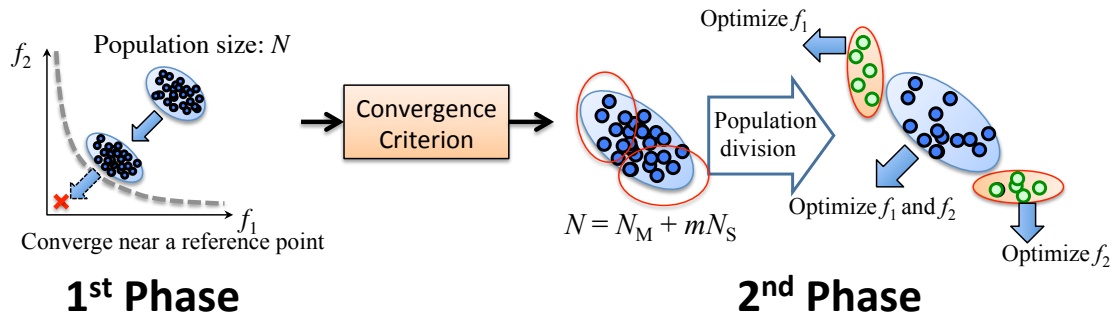 Population size: N
f2
f1
Converge near a reference point
1st Phase
Convergence
Criterion
N = NM + mNS
Population
division
Optimize f1
Optimize f1 and f2
Optimize f2
2nd Phase